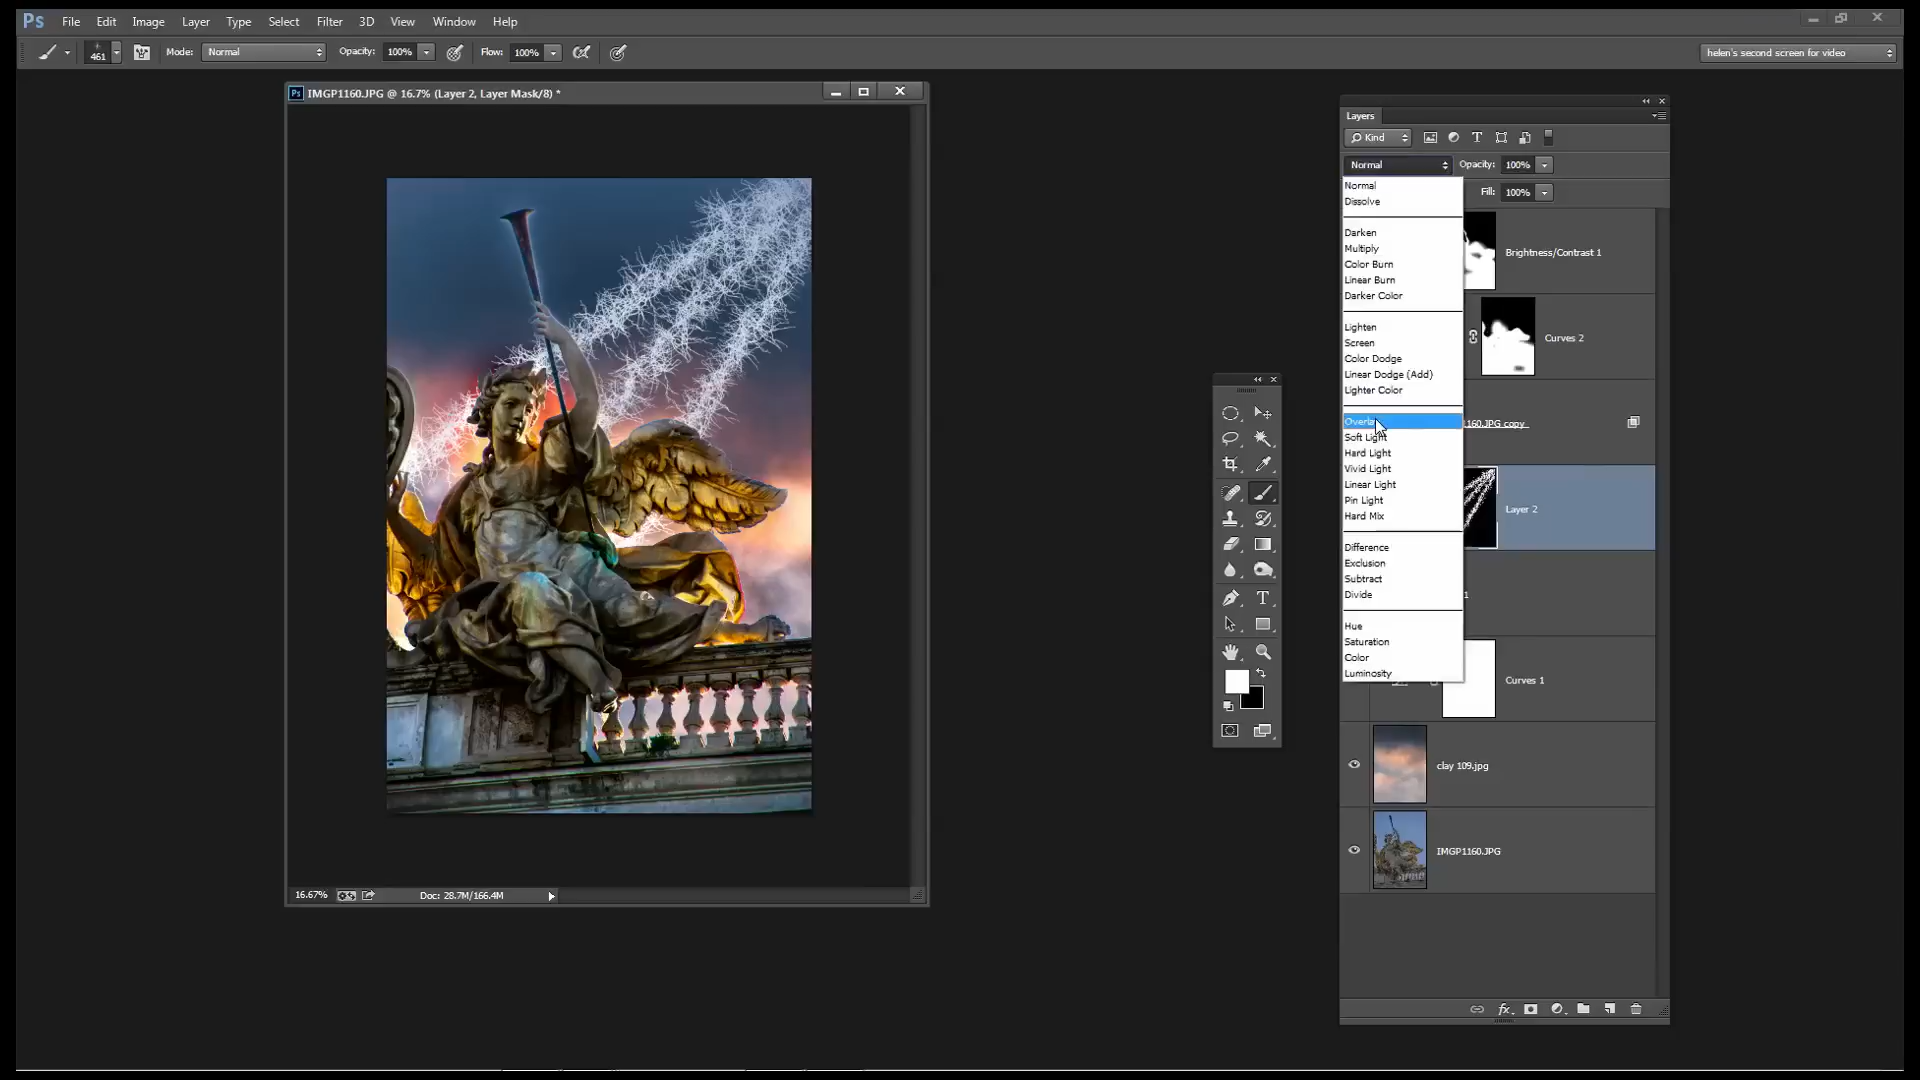 Ps File Edit Image Layer Type Select Filter 3D View Window Help
461 Mode: Normal Opacity: 100% Flow: 100% helen's second screen for video
Ps IMGP1160.JPG @ 16.7% (Layer 2, Layer Mask/8) *
Layers
Kind
Normal Opacity: 100%
Normal Fill: 100%
Dissolve
Darken
Multiply Brightness/Contrast 1
Color Burn
Linear Burn
Darker Color
Lighten
Screen Curves 2
Color Dodge
Linear Dodge (Add)
Lighter Color
Overla 1160.JPG copy
Soft Light
Hard Light
Vivid Light
Linear Light
Pin Light
Hard Mix Layer 2
Difference
Exclusion
Subtract
Divide 1
Hue
Saturation
Color
Luminosity Curves 1
clay 109.jpg
IMGP1160.JPG
16.67% Doc: 28.7M/166.4M
fx